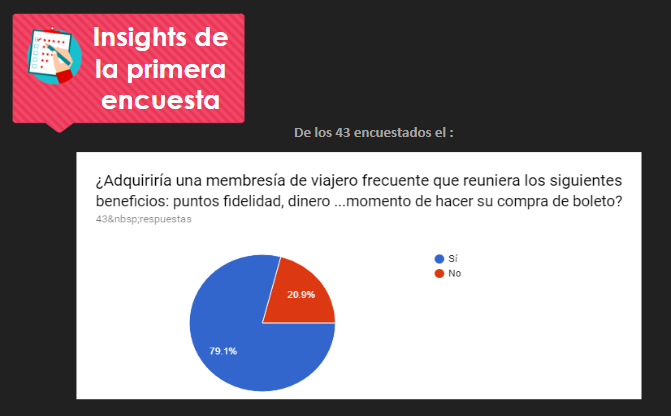 Insights de
la primera
encuesta
De los 43 encuestados el :
¿Adquiriría una membresía de viajero frecuente que reuniera los siguientes
beneficios: puntos fidelidad, dinero ...momento de hacer su compra de boleto?
43&nbsp;respuestas
Sí
No
20.9%
79.1%